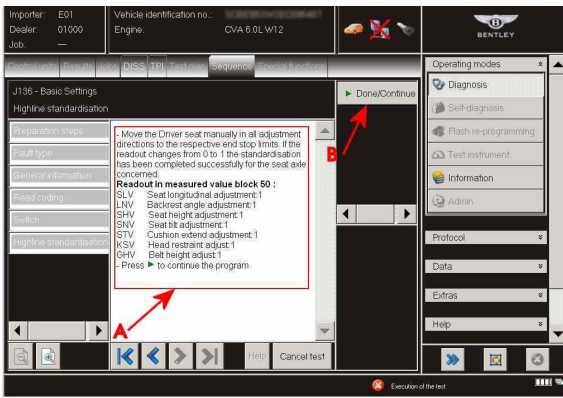 Importer: E01
Dealer: 01000
Job: —
Vehicle identification no.:
Engine: CVA 6.0L W12
B
BENTLEY
Control units Results Jobs DISS TPI Test plan Sequence Special functions
J136 - Basic Settings
Highline standardisation
Done/Continue
Preparation steps
Fault type
General information
Read coding
Switch
Highline standardisation
- Move the Driver seat manually in all adjustment
directions to the respective end stop limits. If the
readout changes from 0 to 1 the standardisation
has been completed successfully for the seat axle
concerned.
Readout in measured value block 50 :
SLV Seat longitudinal adjustment:1
LNV Backrest angle adjustment:1
SHV Seat height adjustment:1
SNV Seat tilt adjustment:1
STV Cushion extend adjustment:1
KSV Head restraint adjust:1
GHV Belt height adjust:1
- Press ► to continue the program.
A
B
Help
Cancel test
Operating modes
Diagnosis
Self-diagnosis
Flash re-programming
Test instrument
Information
Admin
Protocol
Data
Extras
Help
Execution of the test